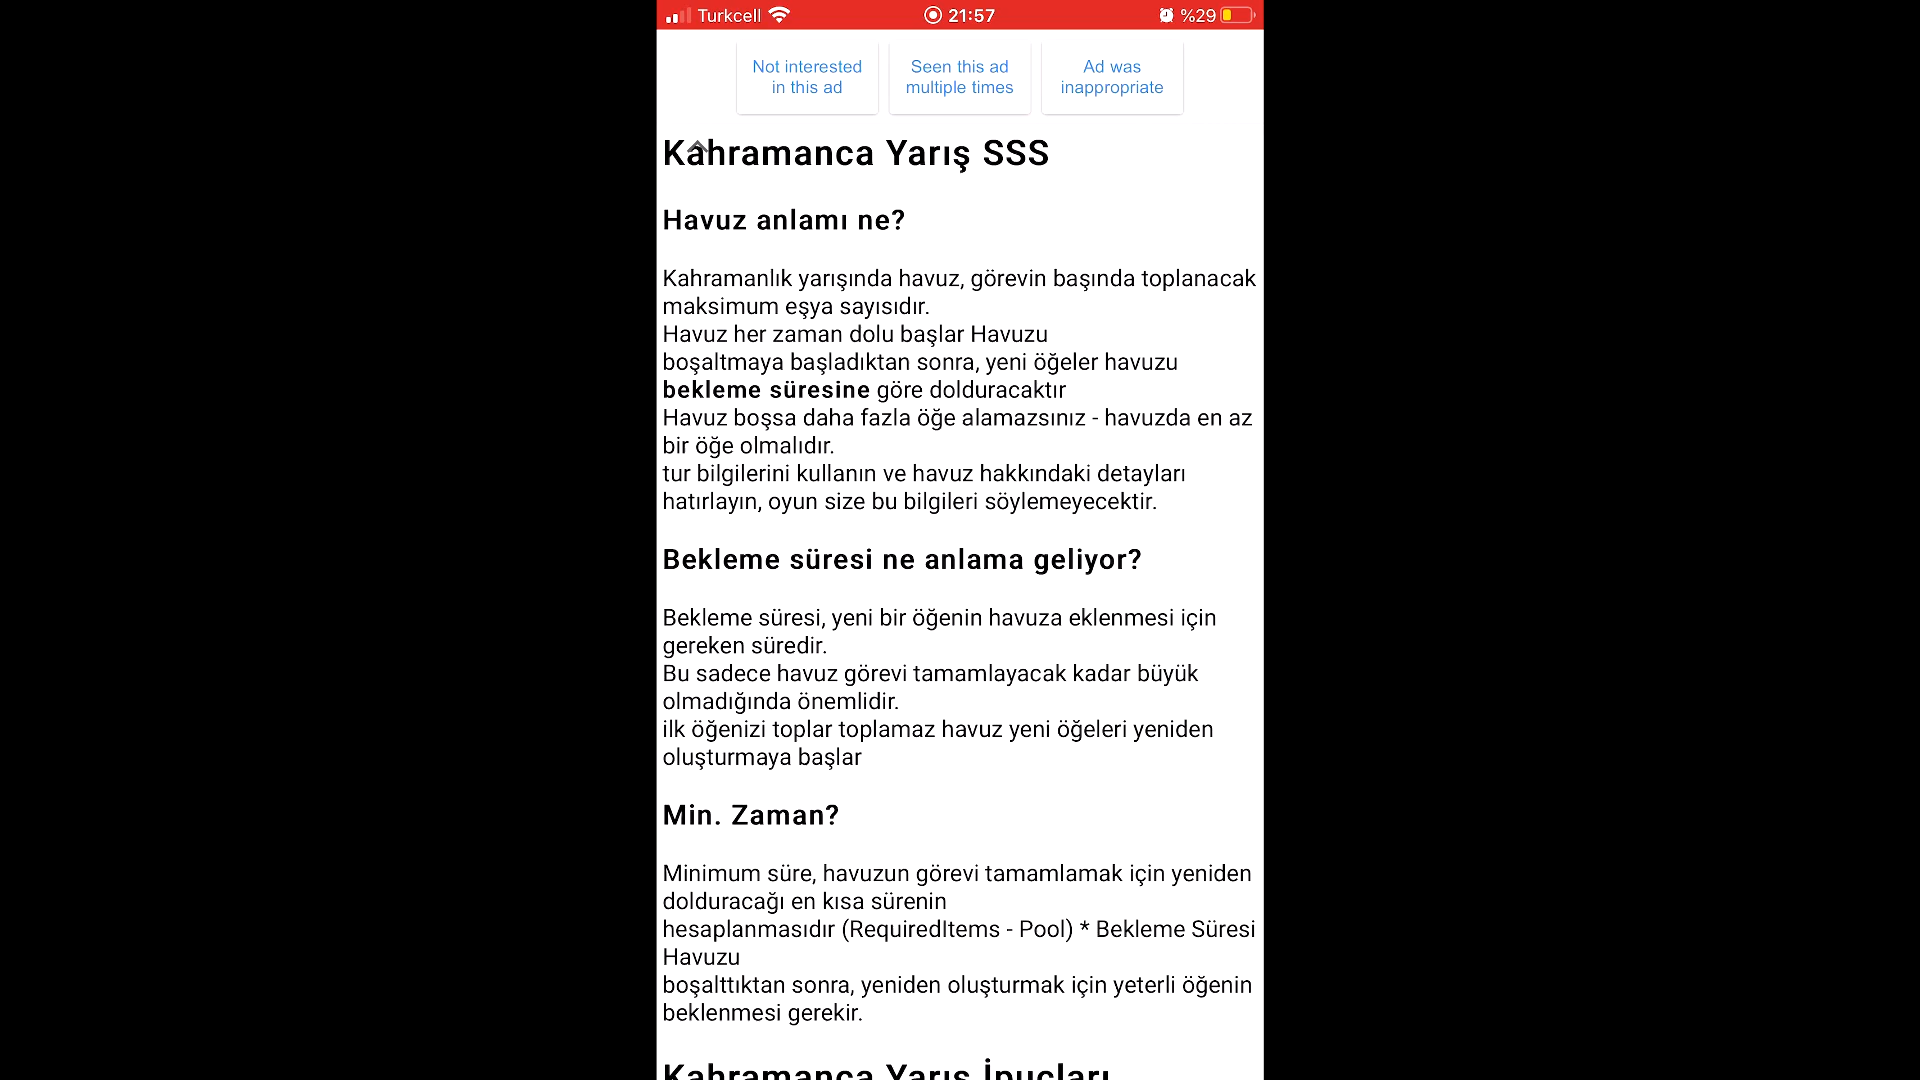 Turkcell 21:57 %29
Not interested in this ad
Seen this ad multiple times
Ad was inappropriate
Kahramanca Yarış SSS
Havuz anlamı ne?
Kahramanlık yarışında havuz, görevin başında toplanacak
maksimum eşya sayısıdır.
Havuz her zaman dolu başlar Havuzu
boşaltmaya başladıktan sonra, yeni öğeler havuzu
bekleme süresine göre dolduracaktır
Havuz boşsa daha fazla öğe alamazsınız - havuzda en az
bir öğe olmalıdır.
tur bilgilerini kullanın ve havuz hakkındaki detayları
hatırlayın, oyun size bu bilgileri söylemeyecektir.
Bekleme süresi ne anlama geliyor?
Bekleme süresi, yeni bir öğenin havuza eklenmesi için
gereken süredir.
Bu sadece havuz görevi tamamlayacak kadar büyük
olmadığında önemlidir.
ilk öğenizi toplar toplamaz havuz yeni öğeleri yeniden
oluşturmaya başlar
Min. Zaman?
Minimum süre, havuzun görevi tamamlamak için yeniden
dolduracağı en kısa sürenin
hesaplanmasıdır (RequiredItems - Pool) * Bekleme Süresi
Havuzu
boşalttıktan sonra, yeniden oluşturmak için yeterli öğenin
beklenmesi gerekir.
Kahramanca Yarış İpuçları